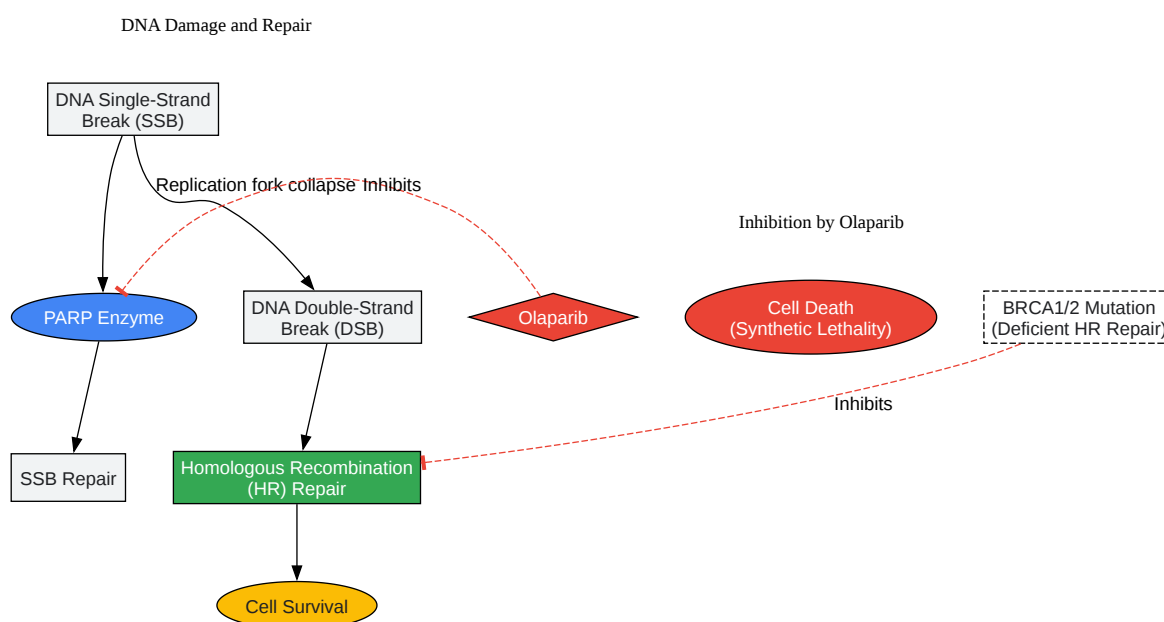 DNA Damage and Repair
DNA Single-Strand
Break (SSB)
Replication fork collapse
Inhibits
Inhibition by Olaparib
PARP Enzyme
DNA Double-Strand
Break (DSB)
Olaparib
Cell Death
(Synthetic Lethality)
BRCA1/2 Mutation
(Deficient HR Repair)
Inhibits
SSB Repair
Homologous Recombination
(HR) Repair
Cell Survival